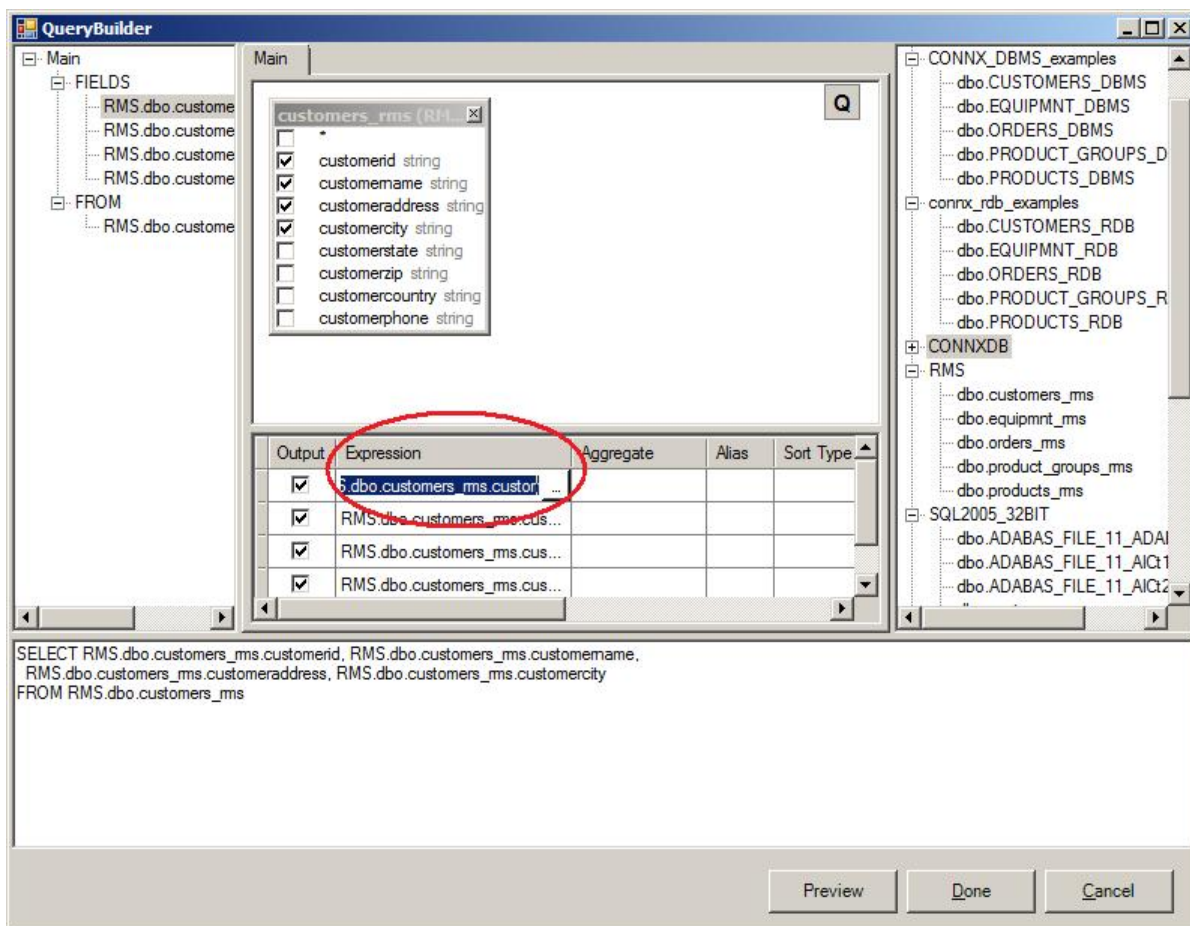 QueryBuilder
Main
FIELDS
RMS.dbo.custome
RMS.dbo.custome
RMS.dbo.custome
RMS.dbo.custome
FROM
RMS.dbo.custome
Main
Q
customers_rms (RM...
*
customerid string
customername string
customeraddress string
customercity string
customerstate string
customerzip string
customercountry string
customerphone string
Output Expression Aggregate Alias Sort Type
S.dbo.customers_rms.custor ...
RMS.dbo.customers_rms.cus...
RMS.dbo.customers_rms.cus...
RMS.dbo.customers_rms.cus...
CONNX_DBMS_examples
dbo.CUSTOMERS_DBMS
dbo.EQUIPMNT_DBMS
dbo.ORDERS_DBMS
dbo.PRODUCT_GROUPS_D
dbo.PRODUCTS_DBMS
connx_rdb_examples
dbo.CUSTOMERS_RDB
dbo.EQUIPMNT_RDB
dbo.ORDERS_RDB
dbo.PRODUCT_GROUPS_R
dbo.PRODUCTS_RDB
CONNXDB
RMS
dbo.customers_rms
dbo.equipmnt_rms
dbo.orders_rms
dbo.product_groups_rms
dbo.products_rms
SQL2005_32BIT
dbo.ADABAS_FILE_11_ADAI
dbo.ADABAS_FILE_11_AICt1
dbo.ADABAS_FILE_11_AICt2
SELECT RMS.dbo.customers_rms.customerid, RMS.dbo.customers_rms.customername,
RMS.dbo.customers_rms.customeraddress, RMS.dbo.customers_rms.customercity
FROM RMS.dbo.customers_rms
Preview Done Cancel